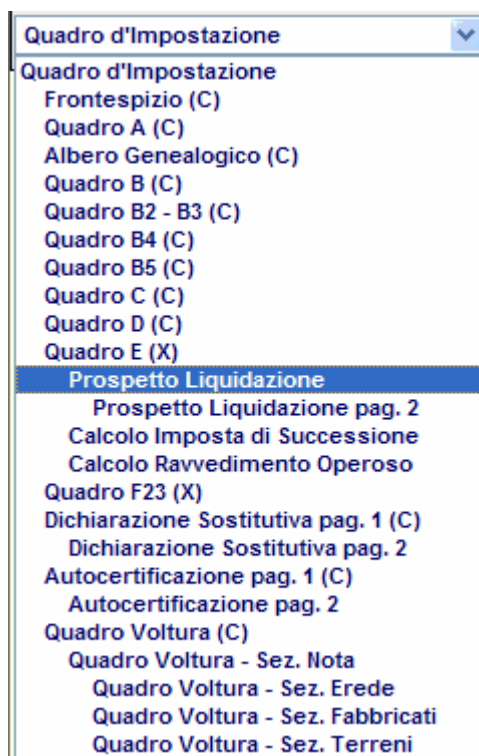 Quadro d'Impostazione
Quadro d'Impostazione
Frontespizio (C)
Quadro A (C)
Albero Genealogico (C)
Quadro B (C)
Quadro B2 - B3 (C)
Quadro B4 (C)
Quadro B5 (C)
Quadro C (C)
Quadro D (C)
Quadro E (X)
Prospetto Liquidazione
Prospetto Liquidazione pag. 2
Calcolo Imposta di Successione
Calcolo Ravvedimento Operoso
Quadro F23 (X)
Dichiarazione Sostitutiva pag. 1 (C)
Dichiarazione Sostitutiva pag. 2
Autocertificazione pag. 1 (C)
Autocertificazione pag. 2
Quadro Voltura (C)
Quadro Voltura - Sez. Nota
Quadro Voltura - Sez. Erede
Quadro Voltura - Sez. Fabbricati
Quadro Voltura - Sez. Terreni